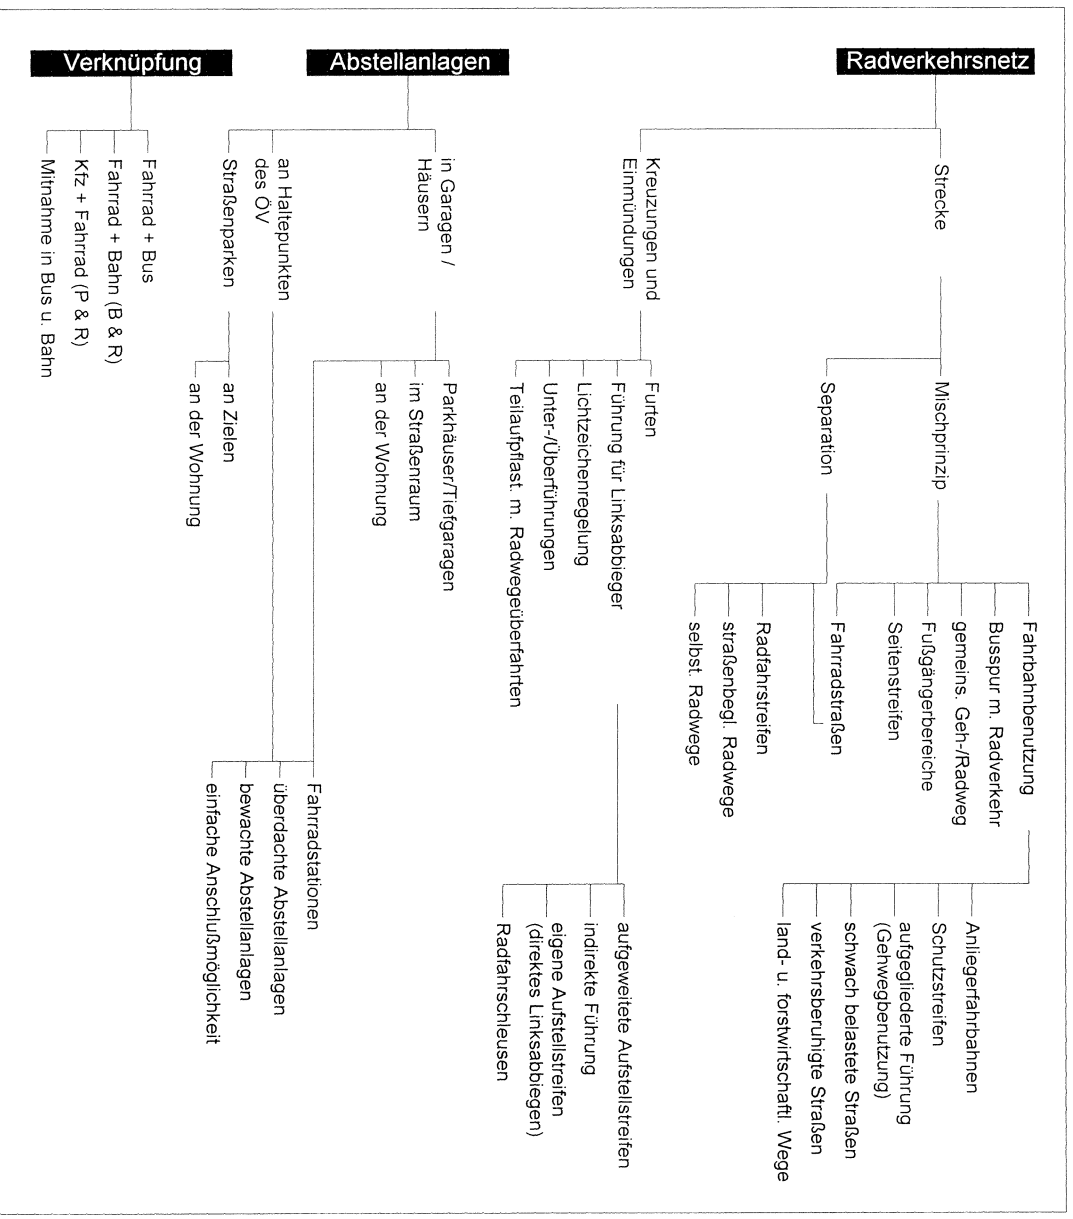 Radverkehrsnetz
Strecke
Mischprinzip
Fahrbahnbenutzung
Anliegerfahrbahnen
Schutzstreifen
aufgegliederte Führung
(Gehwegbenutzung)
schwach belastete Straßen
verkehrsberuhigte Straßen
land- u. forstwirtschaftl. Wege
Busspur m. Radverkehr
gemeins. Geh-/Radweg
Fußgängerbereiche
Seitenstreifen
Fahrradstraßen
Separation
Radfahrstreifen
straßenbegl. Radwege
selbst. Radwege
Kreuzungen und
Einmündungen
Furten
Führung für Linksabbieger
aufgeweitete Aufstellstreifen
indirekte Führung
eigene Aufstellstreifen
(direktes Linksabbiegen)
Radfahrschleusen
Lichtzeichenregelung
Unter-/Überführungen
Teilaufpflast. m. Radwegeüberfahrten
Abstellanlagen
in Garagen /
Häusern
Parkhäuser/Tiefgaragen
im Straßenraum
an der Wohnung
an Haltepunkten
des ÖV
Fahrradstationen
überdachte Abstellanlagen
bewachte Abstellanlagen
einfache Anschlußmöglichkeit
Straßenparken
an Zielen
an der Wohnung
Verknüpfung
Fahrrad + Bus
Fahrrad + Bahn (B & R)
Kfz + Fahrrad (P & R)
Mitnahme in Bus u. Bahn